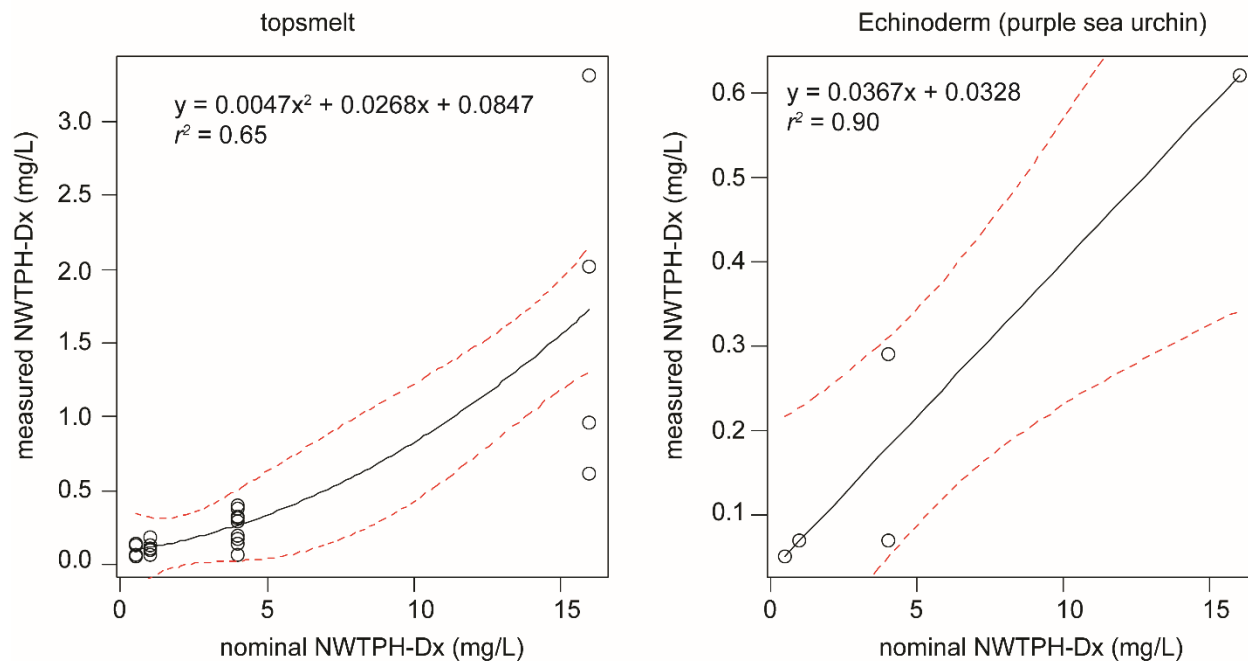 topsmelt
y = 0.0047x² + 0.0268x + 0.0847
r² = 0.65
measured NWTPH-Dx (mg/L)
3.0
2.5
2.0
1.5
1.0
0.5
0.0
0 5 10 15
nominal NWTPH-Dx (mg/L)
Echinoderm (purple sea urchin)
y = 0.0367x + 0.0328
r² = 0.90
measured NWTPH-Dx (mg/L)
0.6
0.5
0.4
0.3
0.2
0.1
0 5 10 15
nominal NWTPH-Dx (mg/L)